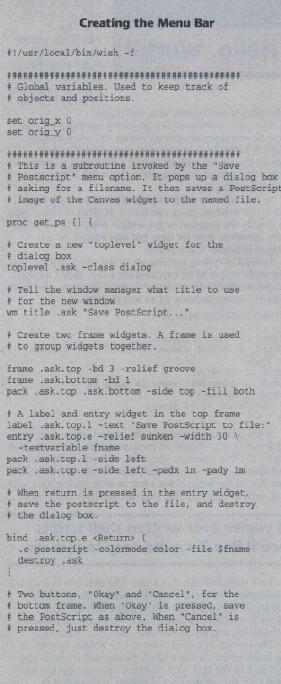 Creating the Menu Bar
#!/usr/local/bin/wish -f
##########################################
# Global variables. Used to keep track of
# objects and positions.
set orig_x 0
set orig_y 0
##########################################
# This is a subroutine invoked by the "Save
# Postscript" menu option. It pops up a dialog box
# asking for a filename. It then saves a PostScript
# image of the Canvas widget to the named file.
proc get_ps {} {
# Create a new "toplevel" widget for the
# dialog box
toplevel .ask -class dialog
# Tell the window manager what title to use
# for the new window
wm title .ask "Save PostScript..."
# Create two frame widgets. A frame is used
# to group widgets together.
frame .ask.top -bd 3 -relief groove
frame .ask.bottom -bd 1
pack .ask.top .ask.bottom -side top -fill both
# A label and entry widget in the top frame
label .ask.top.l -text "Save PostScript to file:"
entry .ask.top.e -relief sunken -width 30 \
-textvariable fname
pack .ask.top.l -side left
pack .ask.top.e -side left -padx 1m -pady 1m
# When return is pressed in the entry widget,
# save the postscript to the file, and destroy
# the dialog box.
bind .ask.top.e <Return> {
.c postscript -colormode color -file $fname
destroy .ask
}
# Two buttons, "Okay" and "Cancel", for the
# bottom frame. When "Okay" is pressed, save
# the PostScript as above. When "Cancel" is
# pressed, just destroy the dialog box.